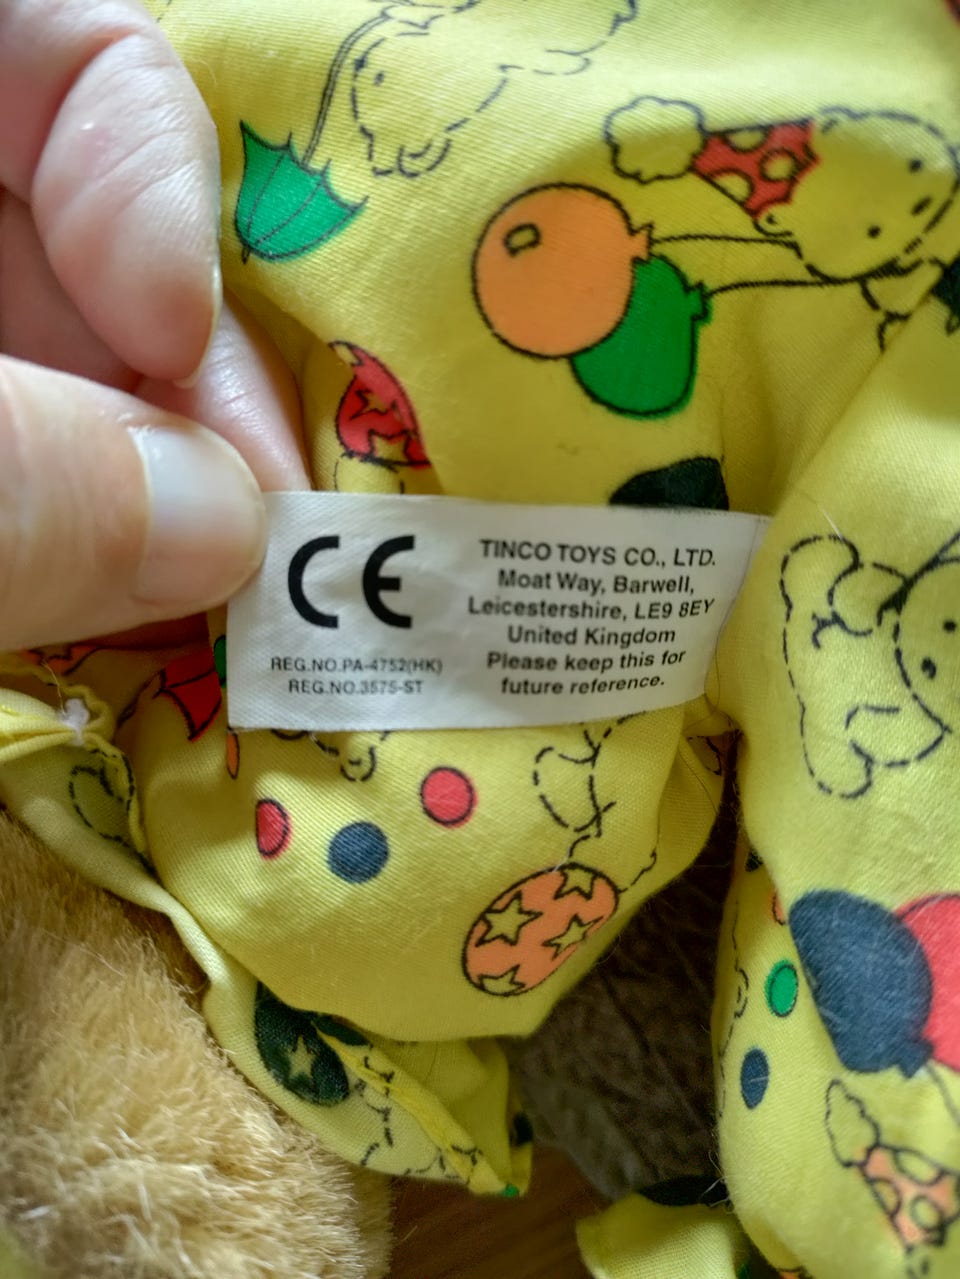 CE
TINCO TOYS CO., LTD.
Moat Way, Barwell,
Leicestershire, LE9 8EY
United Kingdom
Please keep this for
future reference.
REG.NO.PA-4752(HK)
REG.NO.3575-ST